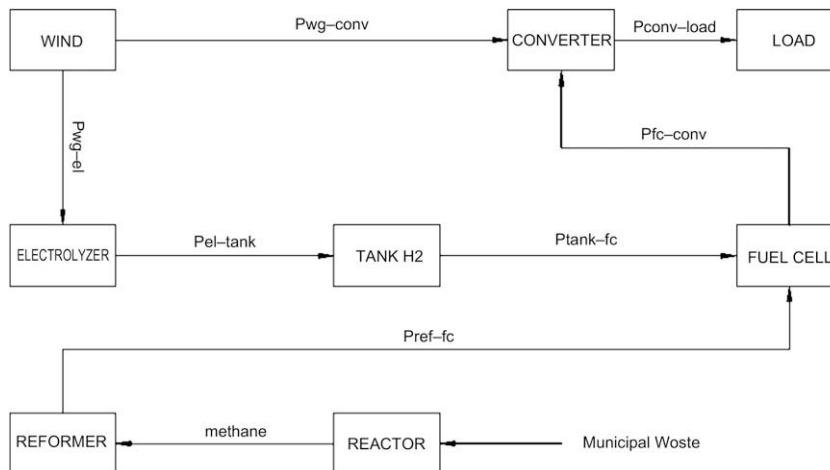 WIND
Pwg–conv
CONVERTER
Pconv–load
LOAD
Pwg–el
Pfc–conv
ELECTROLYZER
Pel–tank
TANK H2
Ptank–fc
FUEL CELL
Pref–fc
REFORMER
methane
REACTOR
Municipal Woste